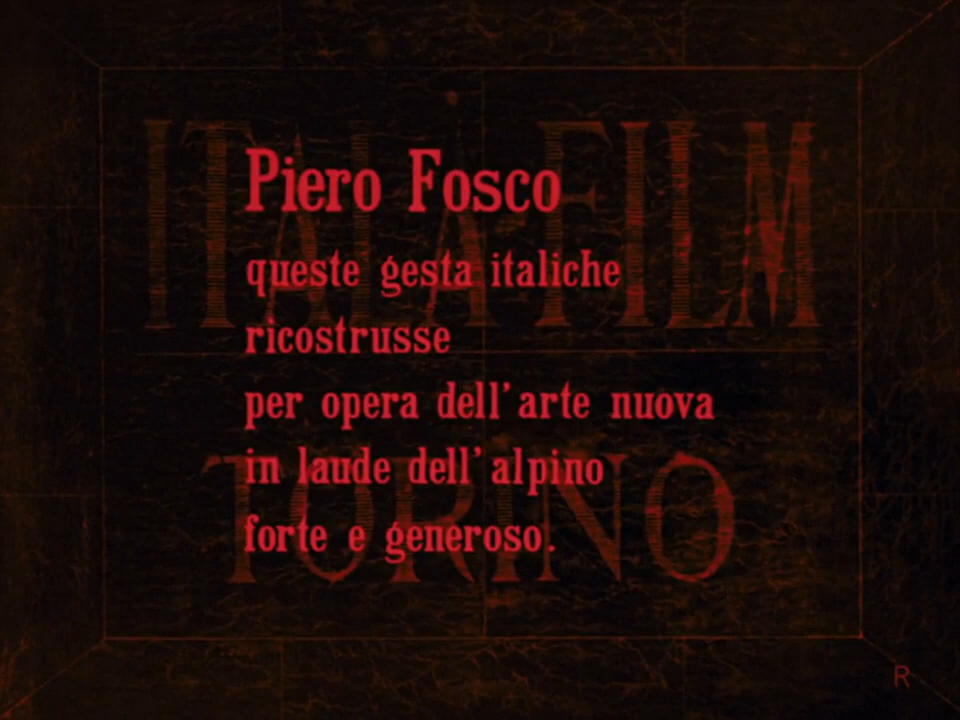 ITALA FILM
TORINO
Piero Fosco
queste gesta italiche
ricostrusse
per opera dell'arte nuova
in laude dell'alpino
forte e generoso.
R